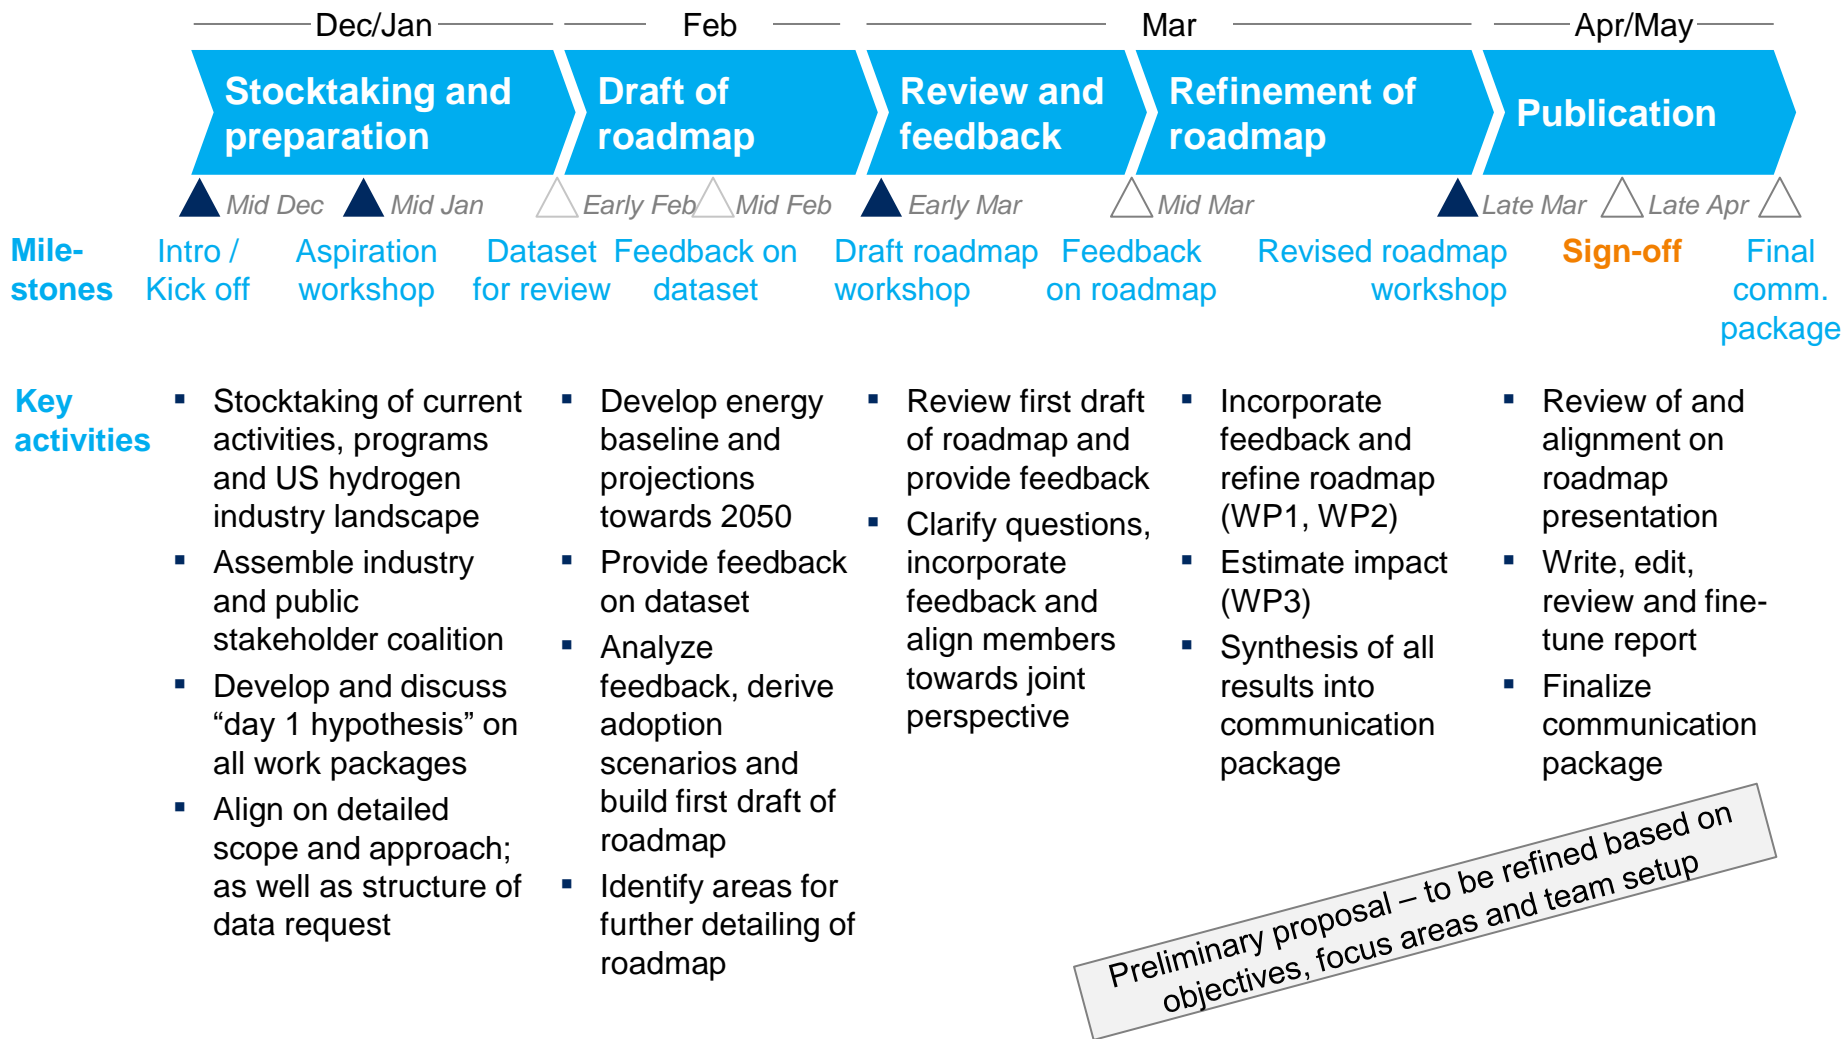 Dec/Jan
Feb
Mar
Apr/May
Stocktaking and
preparation
Draft of
roadmap
Review and
feedback
Refinement of
roadmap
Publication
Mid Dec
Mid Jan
Early Feb
Mid Feb
Early Mar
Mid Mar
Late Mar
Late Apr
Mile-
stones
Intro /
Kick off
Aspiration
workshop
Dataset
for review
Feedback on
dataset
Draft roadmap
workshop
Feedback
on roadmap
Revised roadmap
workshop
Sign-off
Final
comm.
package
Key
activities
▪ Stocktaking of current
activities, programs
and US hydrogen
industry landscape
▪ Assemble industry
and public
stakeholder coalition
▪ Develop and discuss
“day 1 hypothesis” on
all work packages
▪ Align on detailed
scope and approach;
as well as structure of
data request
▪ Develop energy
baseline and
projections
towards 2050
▪ Provide feedback
on dataset
▪ Analyze
feedback, derive
adoption
scenarios and
build first draft of
roadmap
▪ Identify areas for
further detailing of
roadmap
▪ Review first draft
of roadmap and
provide feedback
▪ Clarify questions,
incorporate
feedback and
align members
towards joint
perspective
▪ Incorporate
feedback and
refine roadmap
(WP1, WP2)
▪ Estimate impact
(WP3)
▪ Synthesis of all
results into
communication
package
▪ Review of and
alignment on
roadmap
presentation
▪ Write, edit,
review and fine-
tune report
▪ Finalize
communication
package
Preliminary proposal – to be refined based on
objectives, focus areas and team setup